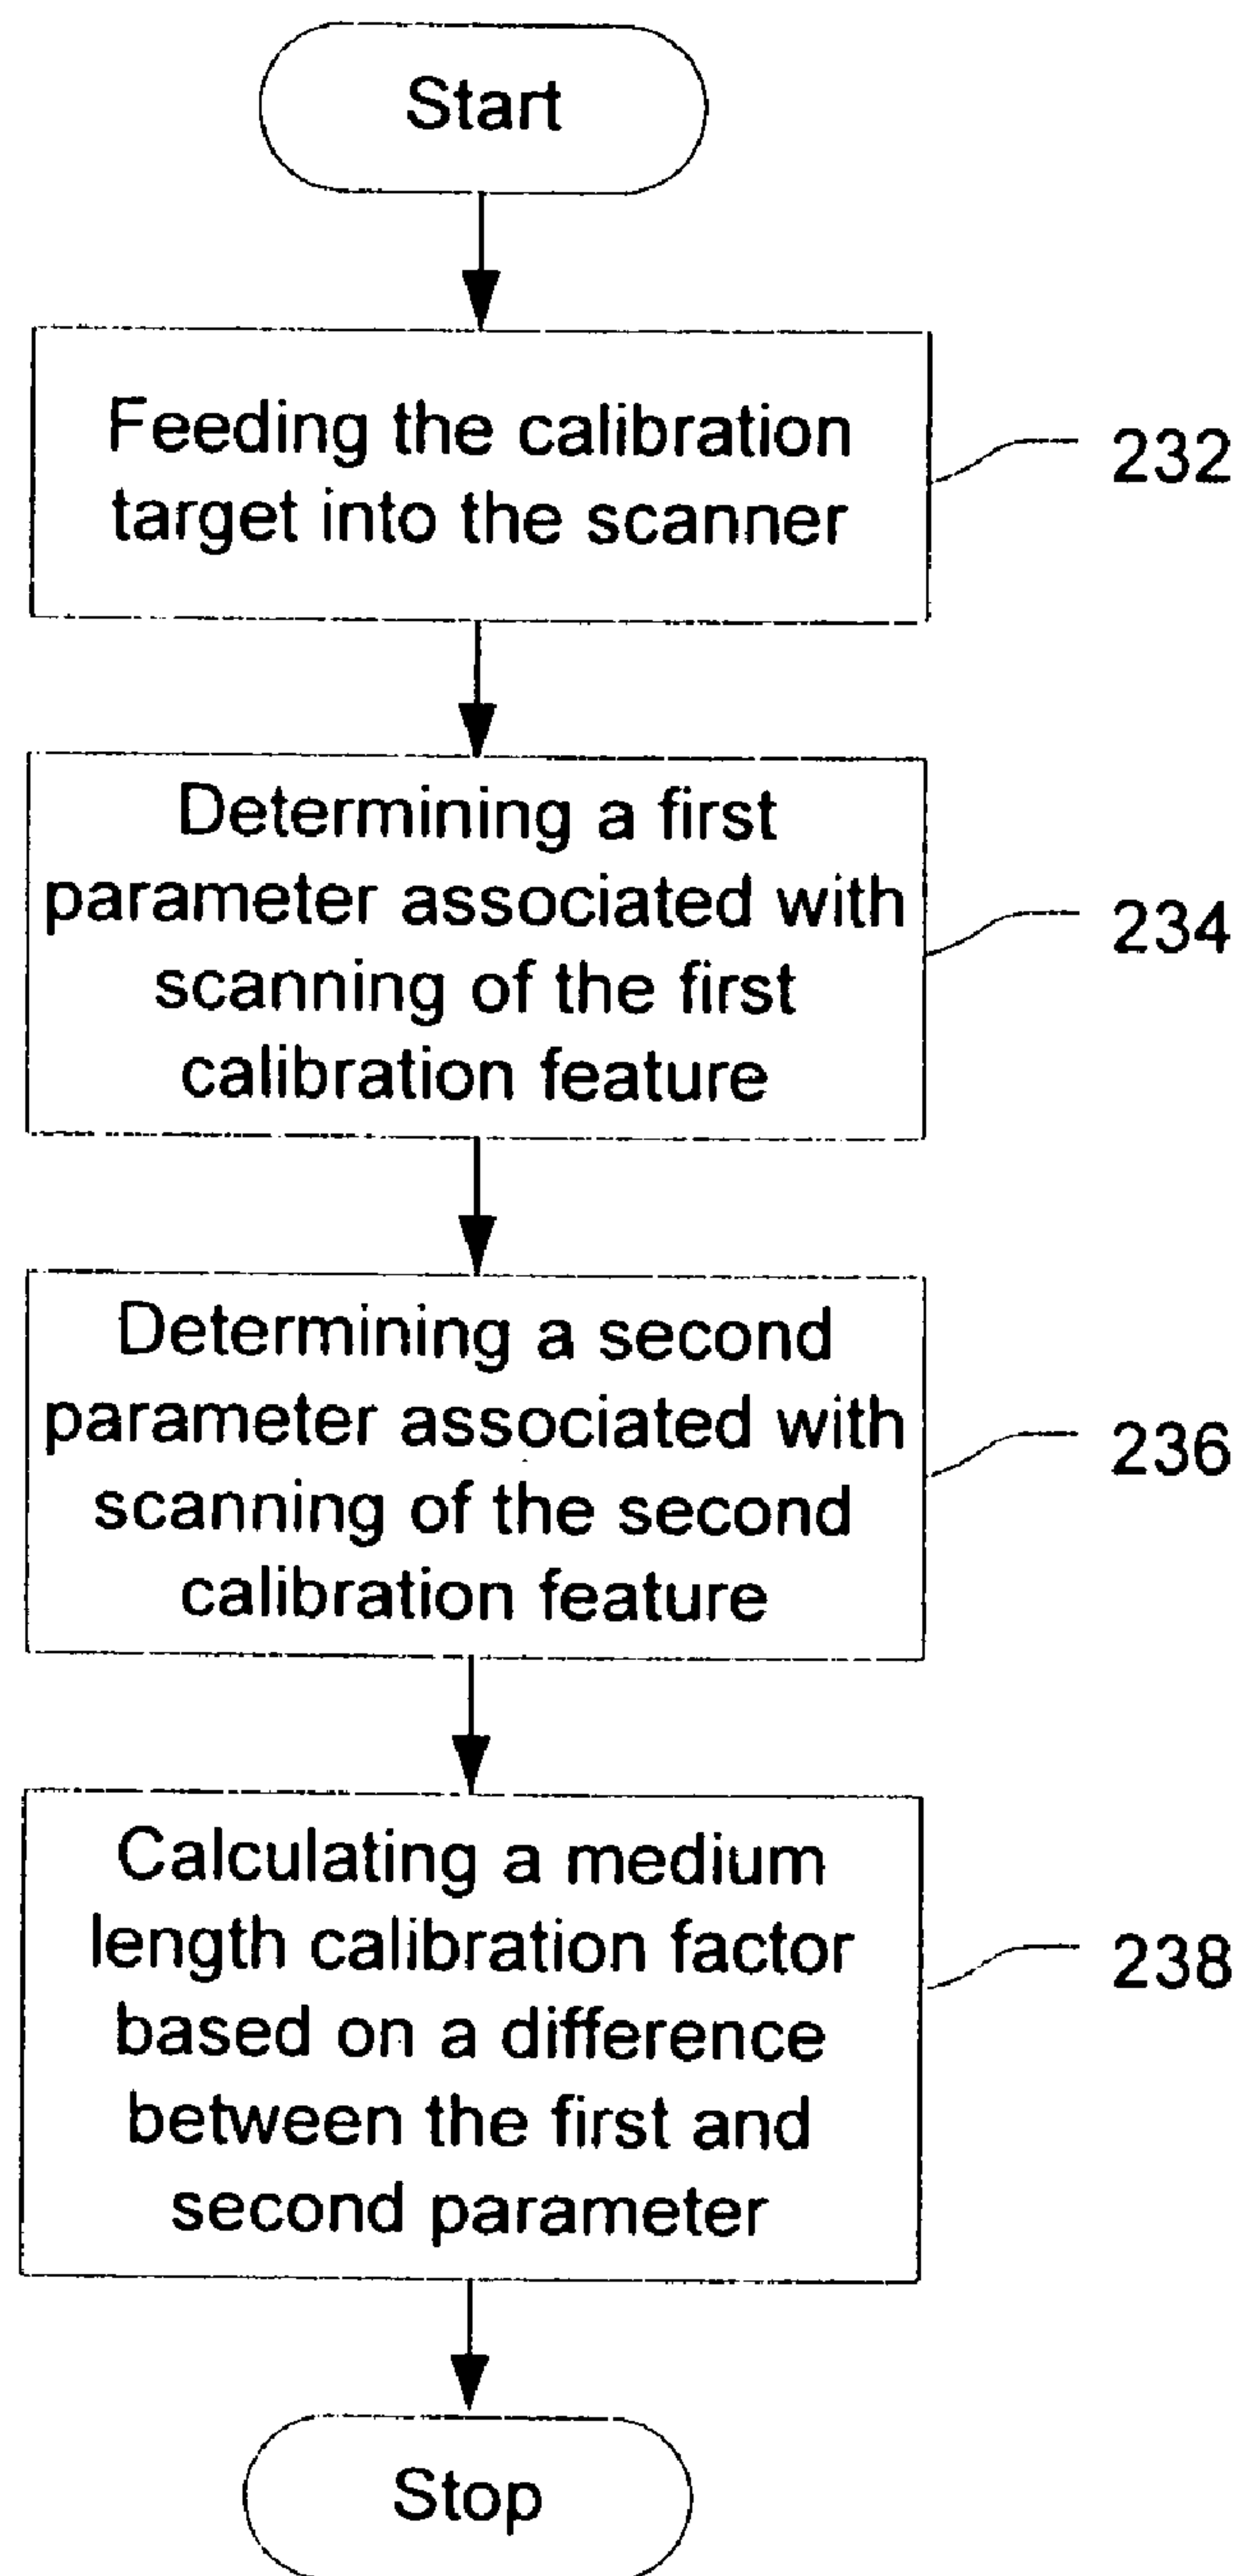 Start
Feeding the calibration
target into the scanner
232
Determining a first
parameter associated with
scanning of the first
calibration feature
234
Determining a second
parameter associated with
scanning of the second
calibration feature
236
Calculating a medium
length calibration factor
based on a difference
between the first and
second parameter
238
Stop